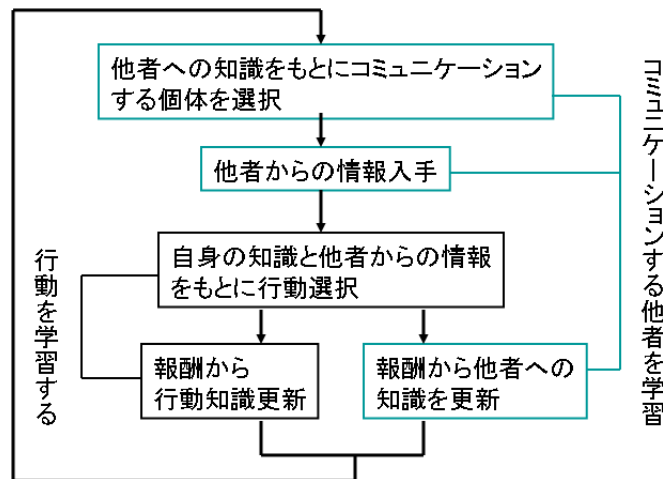 他者への知識をもとにコミュニケーション
する個体を選択
他者からの情報入手
自身の知識と他者からの情報
をもとに行動選択
報酬から
行動知識更新
報酬から他者への
知識を更新
行動を学習する
コミュニケーションする他者を学習